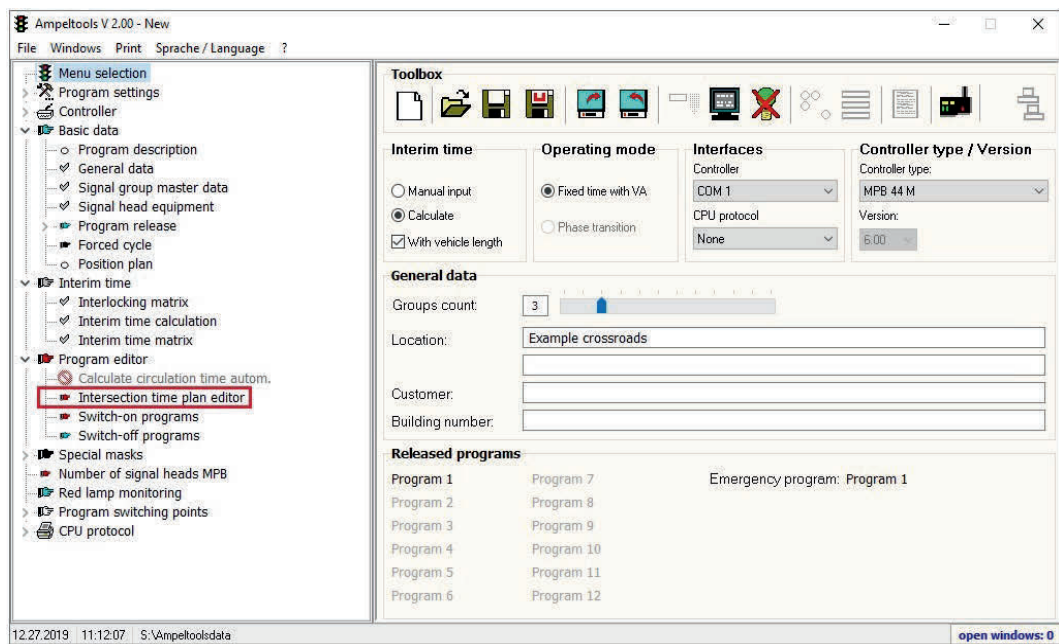 Ampeltools V 2.00 - New
File Windows Print Sprache / Language ?
Menu selection
Program settings
Controller
Basic data
Program description
General data
Signal group master data
Signal head equipment
Program release
Forced cycle
Position plan
Interim time
Interlocking matrix
Interim time calculation
Interim time matrix
Program editor
Calculate circulation time autom.
Intersection time plan editor
Switch-on programs
Switch-off programs
Special masks
Number of signal heads MPB
Red lamp monitoring
Program switching points
CPU protocol
Toolbox
Interim time
Manual input
Calculate
With vehicle length
Operating mode
Fixed time with VA
Phase transition
Interfaces
Controller
COM 1
CPU protocol
None
Controller type / Version
Controller type:
MPB 44 M
Version:
6.00
General data
Groups count: 3
Location: Example crossroads
Customer:
Building number:
Released programs
Program 1 Program 7 Emergency program: Program 1
Program 2 Program 8
Program 3 Program 9
Program 4 Program 10
Program 5 Program 11
Program 6 Program 12
12.27.2019 11:12:07 S:\Ampeltoolsdata open windows: 0